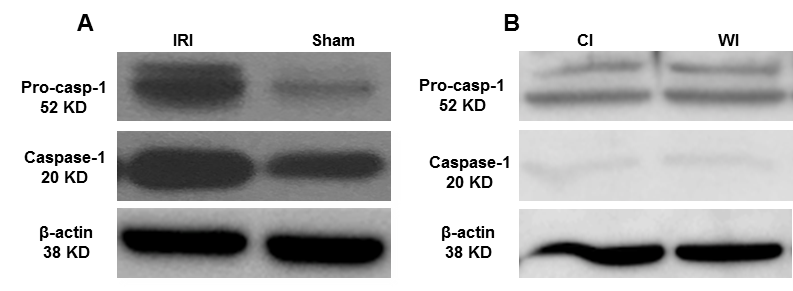 A
IRI Sham
Pro-casp-1
52 KD
Caspase-1
20 KD
β-actin
38 KD
B
CI WI
Pro-casp-1
52 KD
Caspase-1
20 KD
β-actin
38 KD